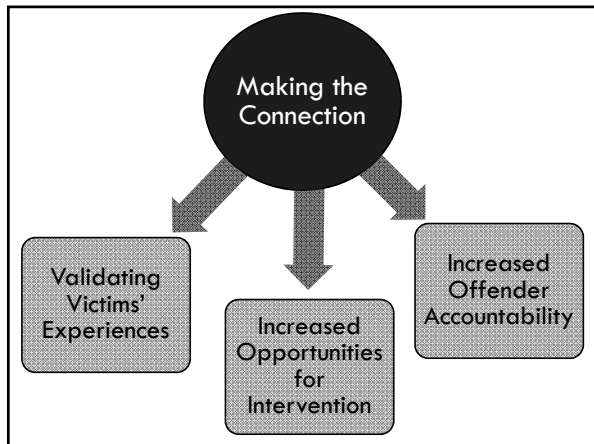 Making the
Connection
Validating
Victims’
Experiences
Increased
Opportunities
for
Intervention
Increased
Offender
Accountability